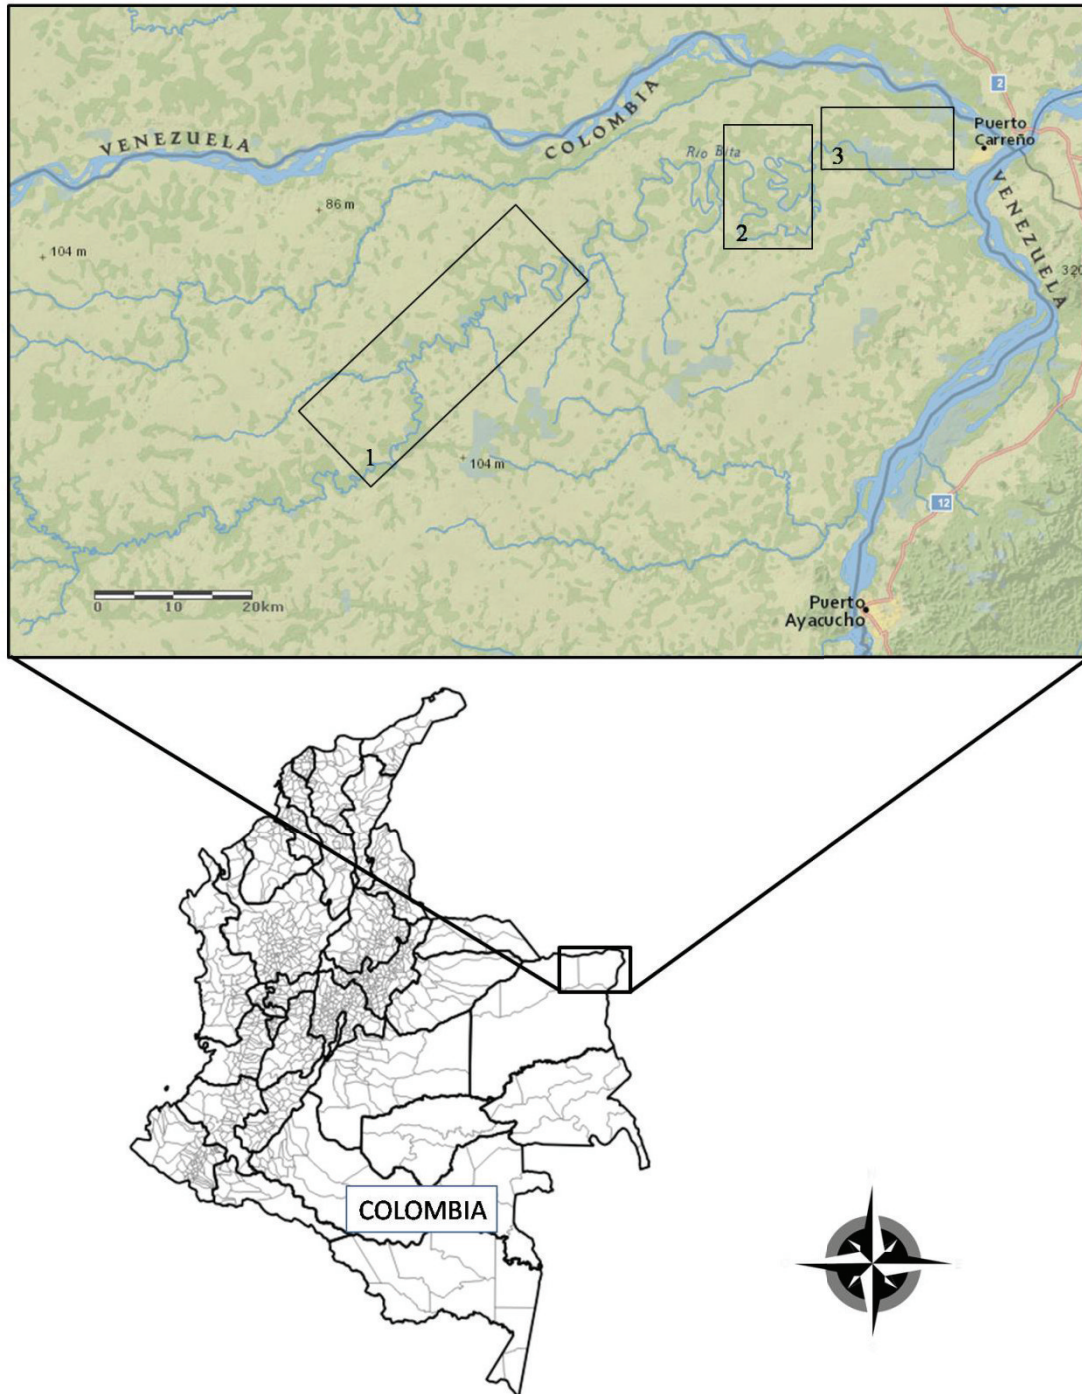 VENEZUELA
COLOMBIA
2
Puerto
Carreño
Río Bita
3
VENEZUELA
86 m
2
104 m
320
1
104 m
12
0 10 20km
Puerto
Ayacucho
COLOMBIA